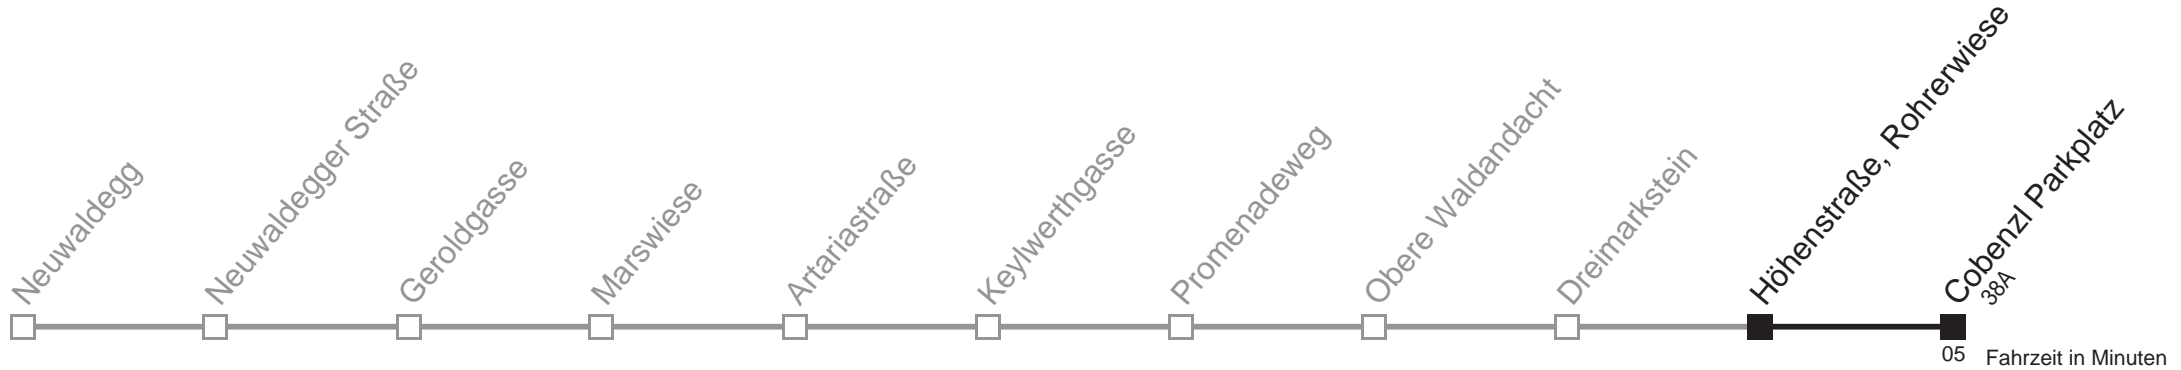 Neuwaldegg
Neuwaldegger Straße
Geroldgasse
Marswiese
Artariastraße
Keylwerthgasse
Promenadeweg
Obere Waldandacht
Dreimarkstein
Höhenstraße, Rohrerwiese
Cobenzl Parkplatz
38A
05
Fahrzeit in Minuten